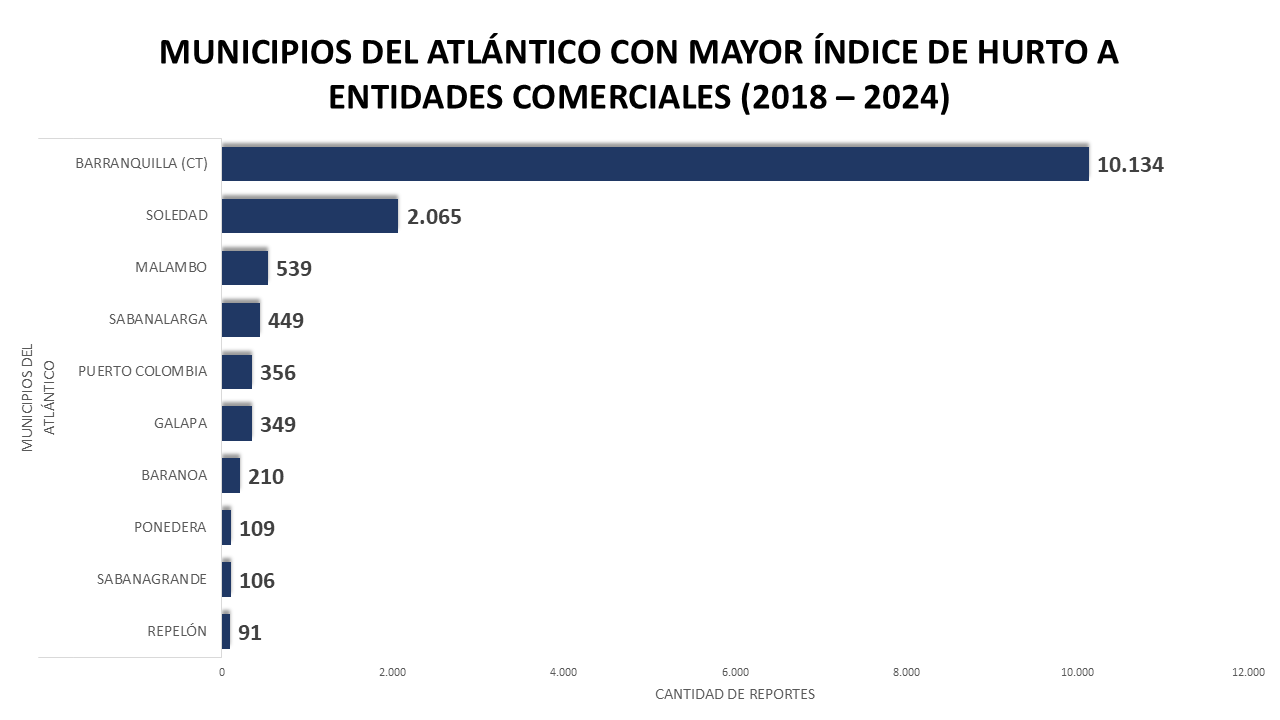 MUNICIPIOS DEL ATLÁNTICO CON MAYOR ÍNDICE DE HURTO A
ENTIDADES COMERCIALES (2018 – 2024)
BARRANQUILLA (CT) 10.134
SOLEDAD 2.065
MALAMBO 539
SABANALARGA 449
PUERTO COLOMBIA 356
GALAPA 349
BARANOA 210
PONEDERA 109
SABANAGRANDE 106
REPELÓN 91
MUNICIPIOS DEL
ATLÁNTICO
0 2.000 4.000 6.000 8.000 10.000 12.000
CANTIDAD DE REPORTES